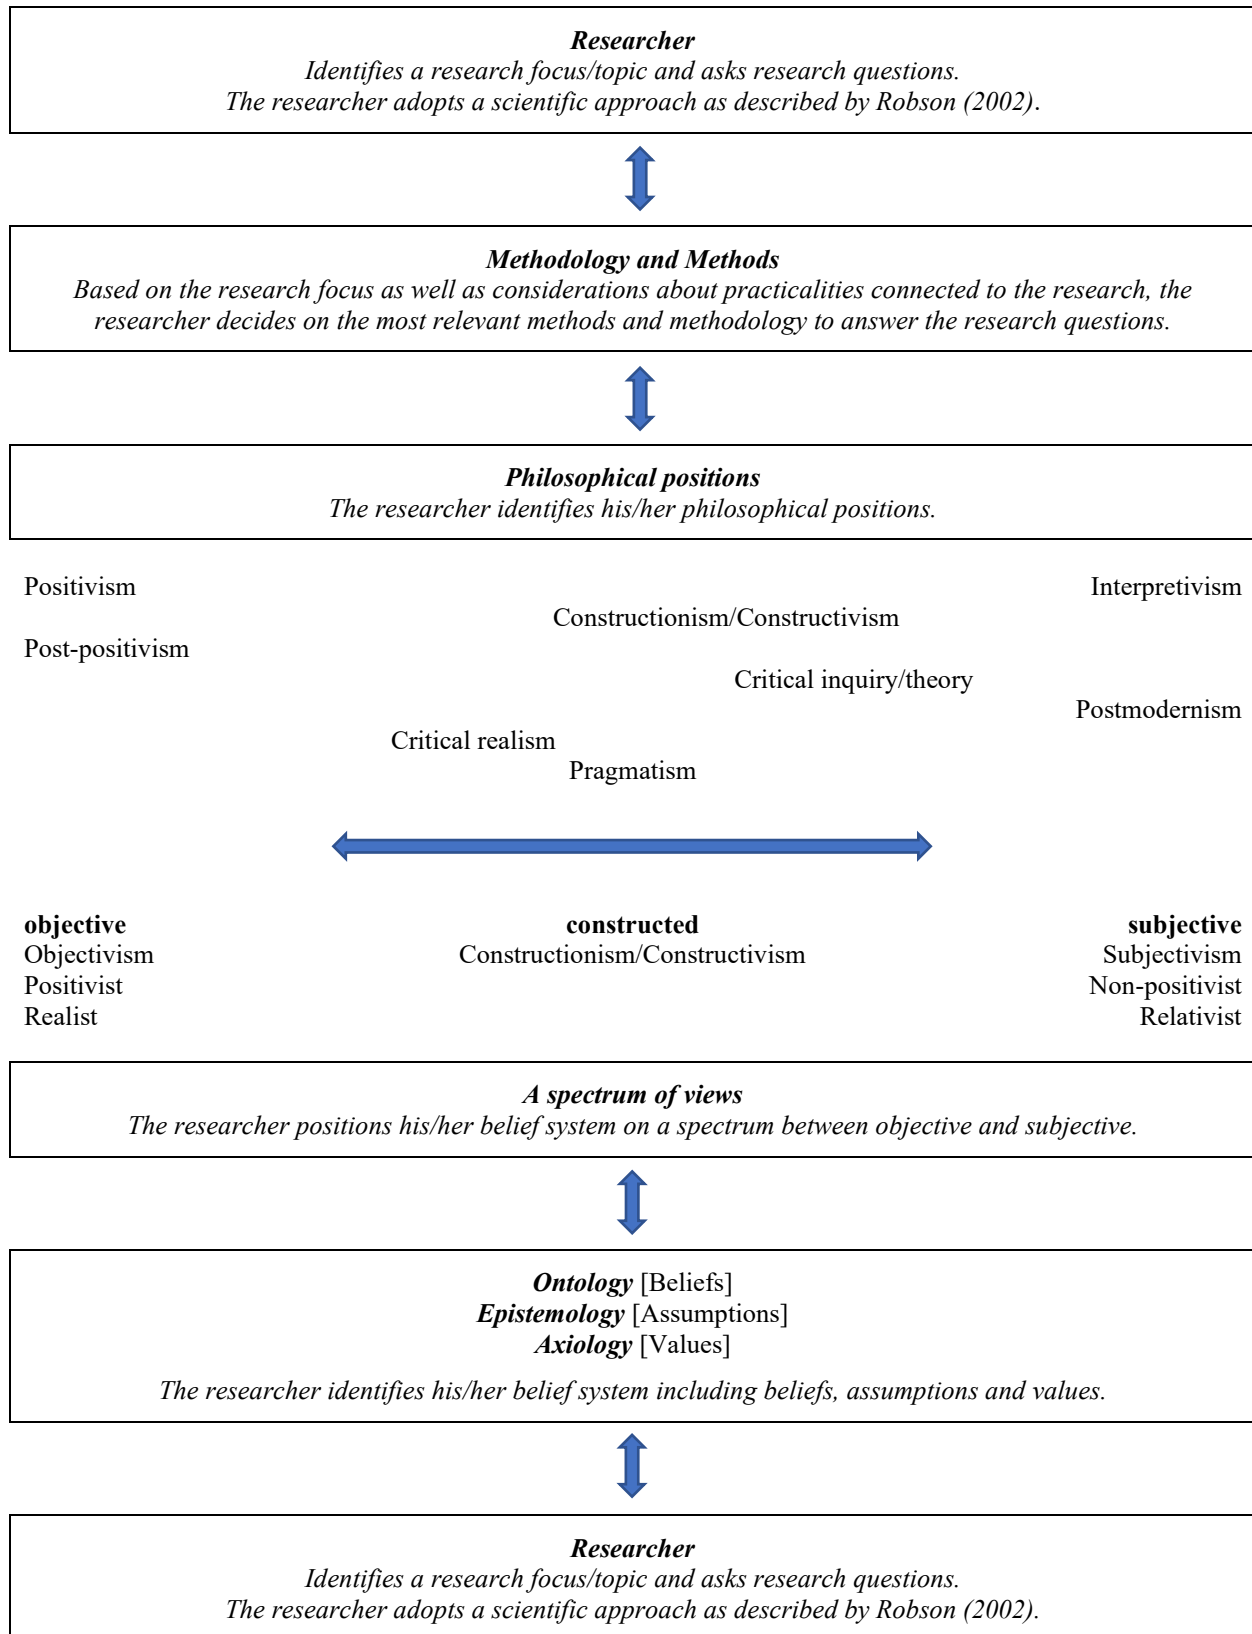 Researcher
Identifies a research focus/topic and asks research questions.
The researcher adopts a scientific approach as described by Robson (2002).
Methodology and Methods
Based on the research focus as well as considerations about practicalities connected to the research, the
researcher decides on the most relevant methods and methodology to answer the research questions.
Philosophical positions
The researcher identifies his/her philosophical positions.
Positivism Interpretivism
Constructionism/Constructivism
Post-positivism
Critical inquiry/theory
Postmodernism
Critical realism
Pragmatism
objective constructed subjective
Objectivism Constructionism/Constructivism Subjectivism
Positivist Non-positivist
Realist Relativist
A spectrum of views
The researcher positions his/her belief system on a spectrum between objective and subjective.
Ontology [Beliefs]
Epistemology [Assumptions]
Axiology [Values]
The researcher identifies his/her belief system including beliefs, assumptions and values.
Researcher
Identifies a research focus/topic and asks research questions.
The researcher adopts a scientific approach as described by Robson (2002).